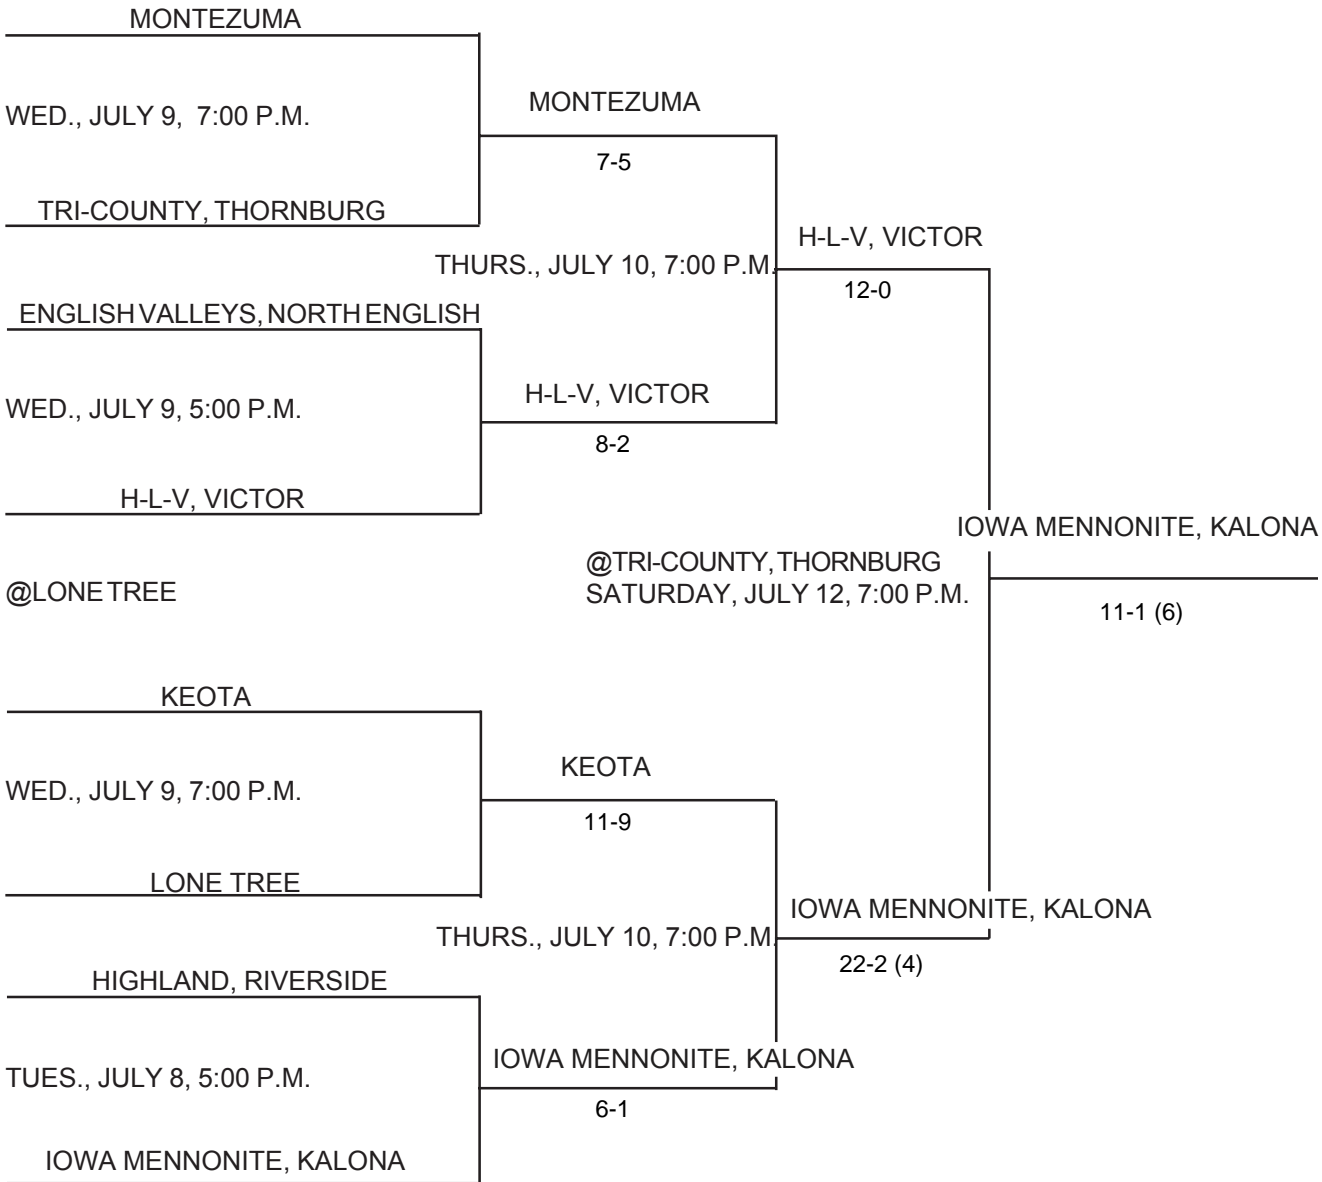 MONTEZUMA
WED., JULY 9, 7:00 P.M.
MONTEZUMA
7-5
TRI-COUNTY, THORNBURG
THURS., JULY 10, 7:00 P.M.
H-L-V, VICTOR
12-0
ENGLISH VALLEYS, NORTH ENGLISH
WED., JULY 9, 5:00 P.M.
H-L-V, VICTOR
8-2
H-L-V, VICTOR
IOWA MENNONITE, KALONA
@LONE TREE
@TRI-COUNTY, THORNBURG
SATURDAY, JULY 12, 7:00 P.M.
11-1 (6)
KEOTA
WED., JULY 9, 7:00 P.M.
KEOTA
11-9
LONE TREE
THURS., JULY 10, 7:00 P.M.
IOWA MENNONITE, KALONA
22-2 (4)
HIGHLAND, RIVERSIDE
TUES., JULY 8, 5:00 P.M.
IOWA MENNONITE, KALONA
6-1
IOWA MENNONITE, KALONA